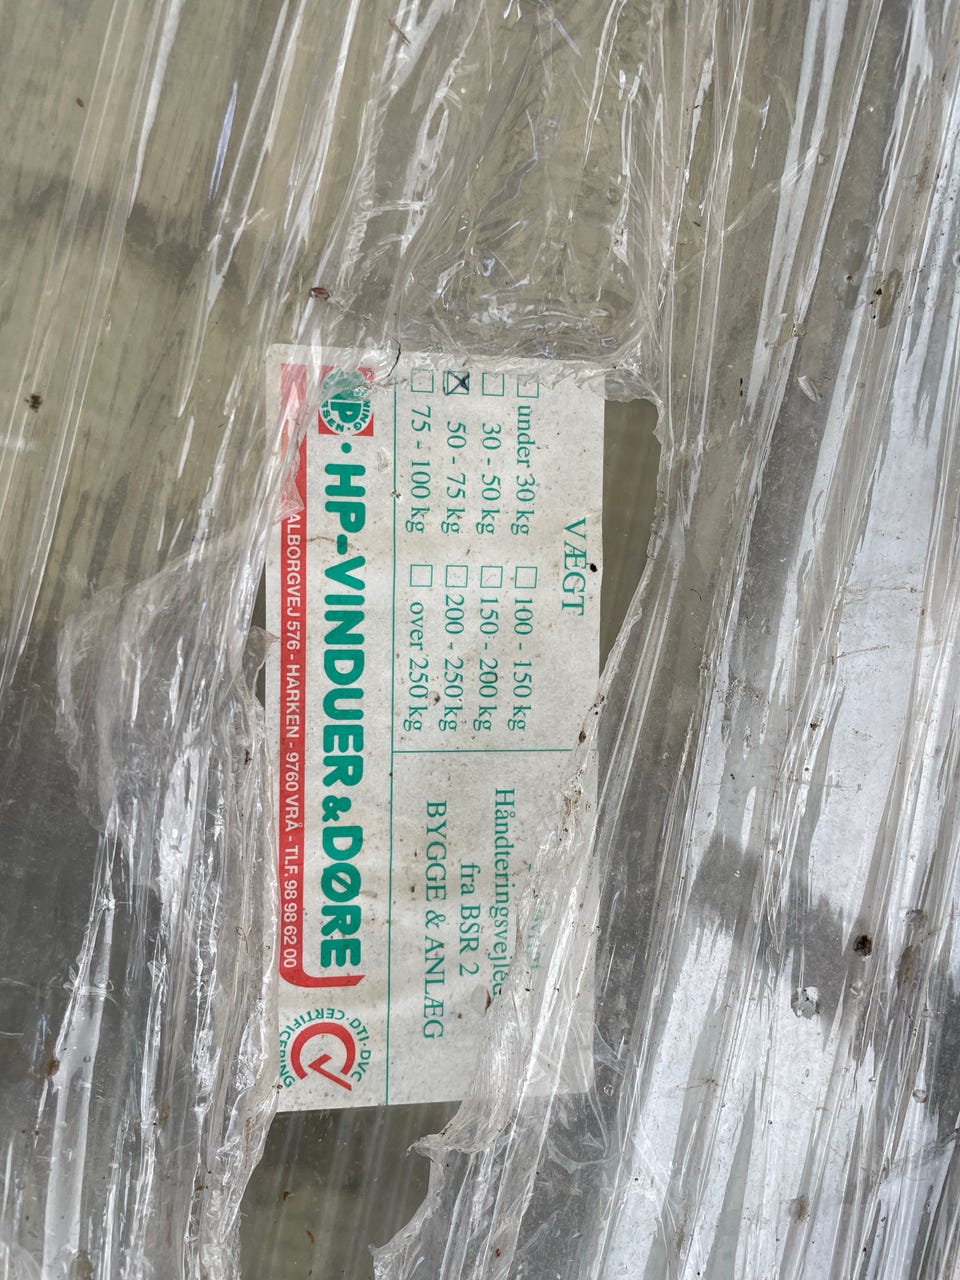 VÆGT
☐ under 30 kg ☐ 100 - 150 kg
☐ 30 - 50 kg ☐ 150 - 200 kg
☒ 50 - 75 kg ☐ 200 - 250 kg
☐ 75 - 100 kg ☐ over 250 kg
fra BSR 2
BYGGE & ANLÆG
HP
HP-VINDUER & DØRE
ALBORGVEJ 576 - HARKEN - 9760 VRÅ - TLF. 98 98 62 00
DTI·DVC
CERTIFICERING